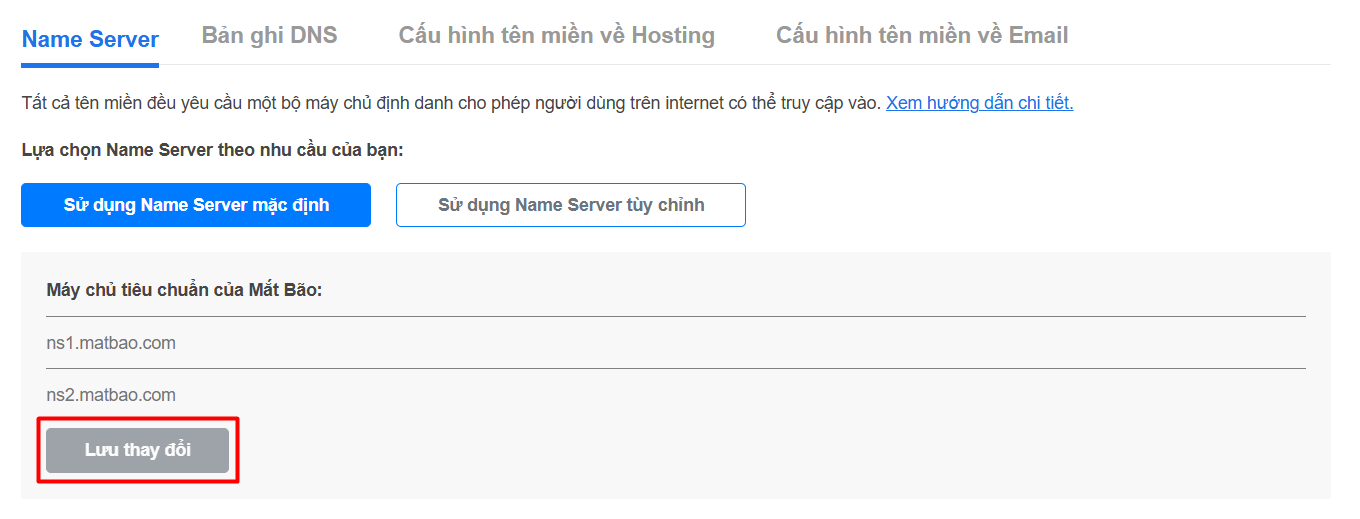 Name Server Bản ghi DNS Cấu hình tên miền về Hosting Cấu hình tên miền về Email
Tất cả tên miền đều yêu cầu một bộ máy chủ định danh cho phép người dùng trên internet có thể truy cập vào. Xem hướng dẫn chi tiết.
Lựa chọn Name Server theo nhu cầu của bạn:
Sử dụng Name Server mặc định Sử dụng Name Server tùy chỉnh
Máy chủ tiêu chuẩn của Mắt Bão:
ns1.matbao.com
ns2.matbao.com
Lưu thay đổi